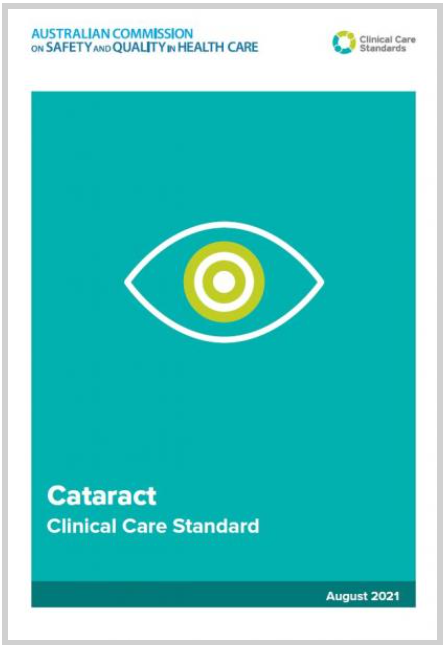 AUSTRALIAN COMMISSION
ON SAFETY AND QUALITY IN HEALTH CARE
Clinical Care
Standards
Cataract
Clinical Care Standard
August 2021